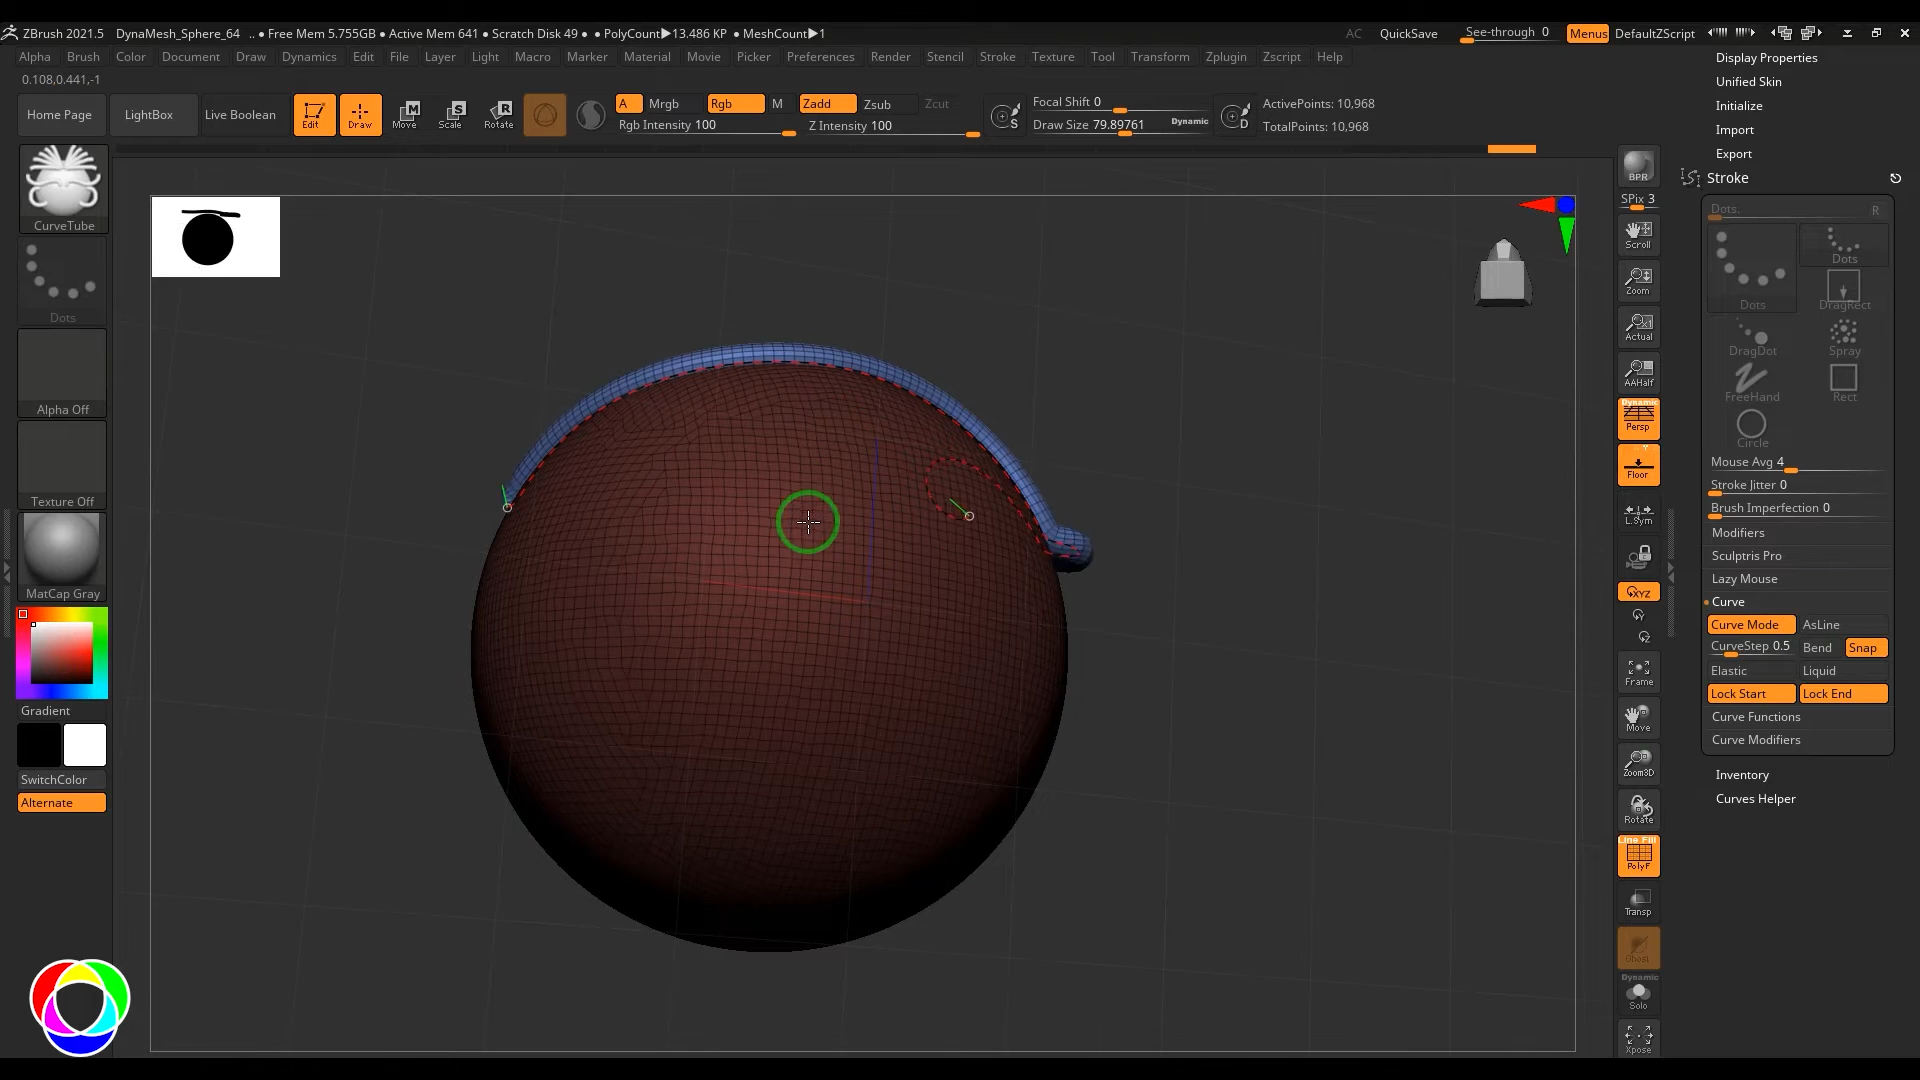 ZBrush 2021.5 DynaMesh_Sphere_64 .. ● Free Mem 5.755GB ● Active Mem 641 ● Scratch Disk 49 ● ● PolyCount▶13.486 KP ● MeshCount▶1 AC QuickSave See-through 0 Menus DefaultZScript
Alpha Brush Color Document Draw Dynamics Edit File Layer Light Macro Marker Material Movie Picker Preferences Render Stencil Stroke Texture Tool Transform Zplugin Zscript Help
0.108,0.441,-1
Home Page LightBox Live Boolean Edit Draw Move Scale Rotate
M S R
A Mrgb Rgb M Zadd Zsub Zcut
Rgb Intensity 100 Z Intensity 100
S Focal Shift 0
Draw Size 79.89761 Dynamic D
ActivePoints: 10,968
TotalPoints: 10,968
CurveTube
Dots
Alpha Off
Texture Off
MatCap Gray
Gradient
SwitchColor
Alternate
BPR
SPix 3
Scroll
Zoom
Actual
AAHalf
Dynamic
Persp
Floor
L.Sym
XYZ
Y
Z
Frame
Move
Zoom3D
Rotate
Line Fill
PolyF
Transp
Ghost
Dynamic
Solo
Xpose
Display Properties
Unified Skin
Initialize
Import
Export
Stroke
Dots. R
Dots Dots
DragRect
DragDot Spray
FreeHand Rect
Circle
Mouse Avg 4
Stroke Jitter 0
Brush Imperfection 0
Modifiers
Sculptris Pro
Lazy Mouse
Curve
Curve Mode AsLine
CurveStep 0.5 Bend Snap
Elastic Liquid
Lock Start Lock End
Curve Functions
Curve Modifiers
Inventory
Curves Helper